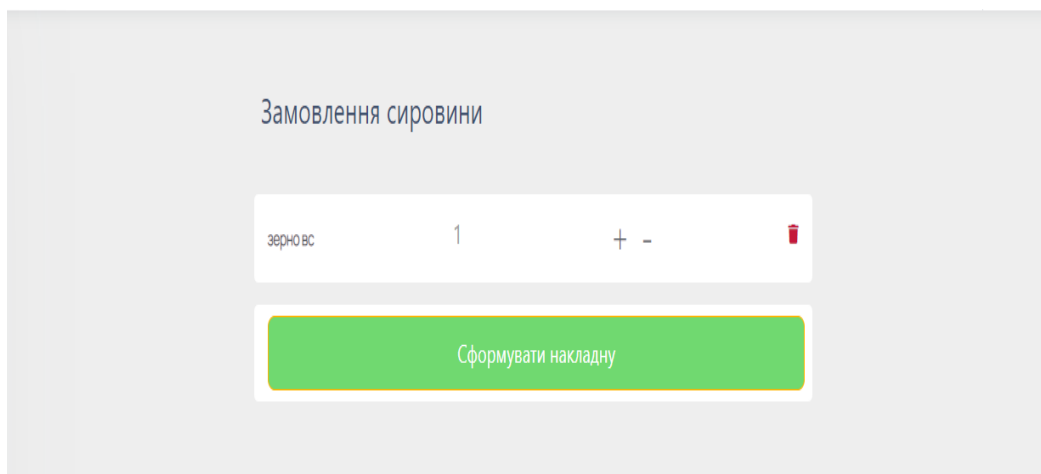 Замовлення сировини
зерно вс 1 + -
Сформувати накладну